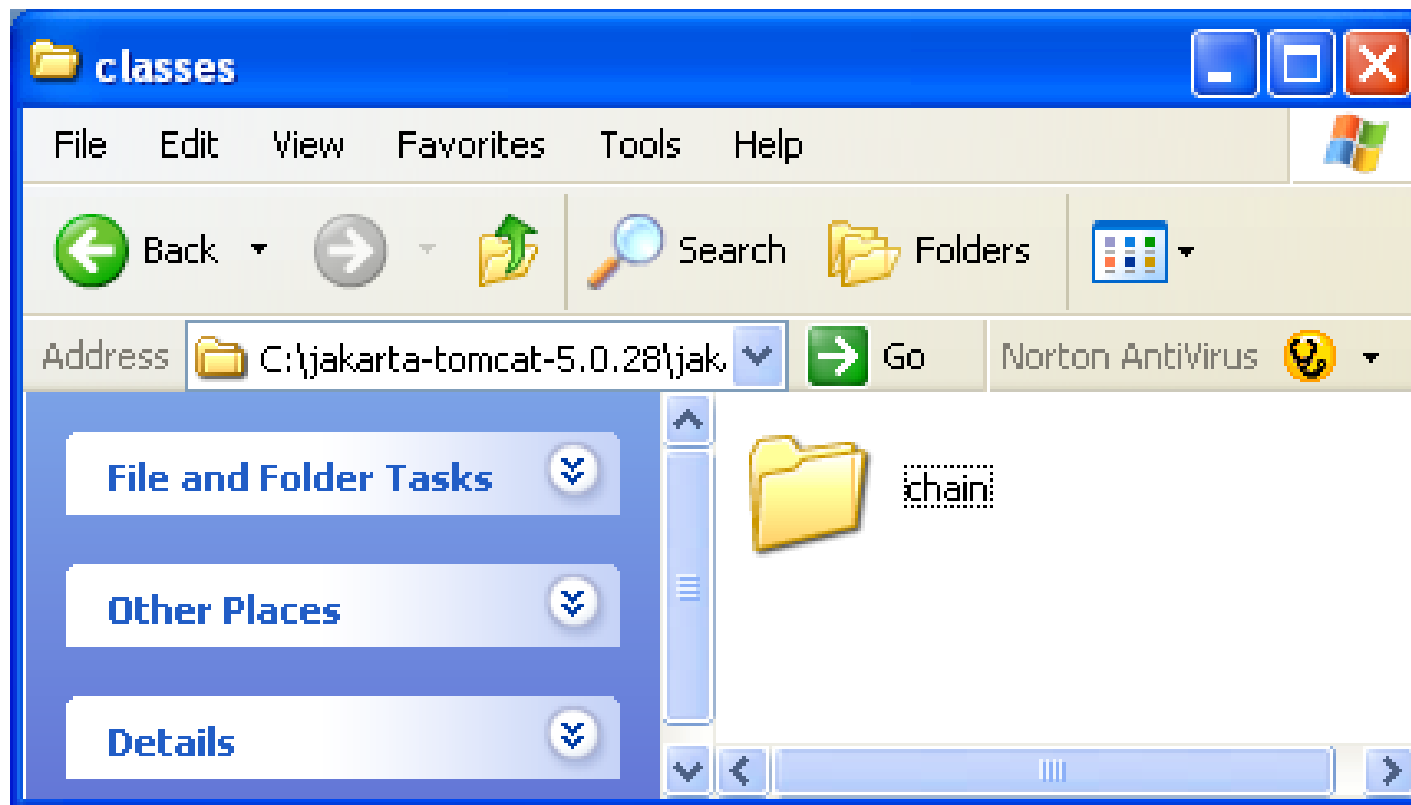 classes
File Edit View Favorites Tools Help
Back Search Folders
Address C:\jakarta-tomcat-5.0.28\jak Go Norton AntiVirus
File and Folder Tasks
chain
Other Places
Details